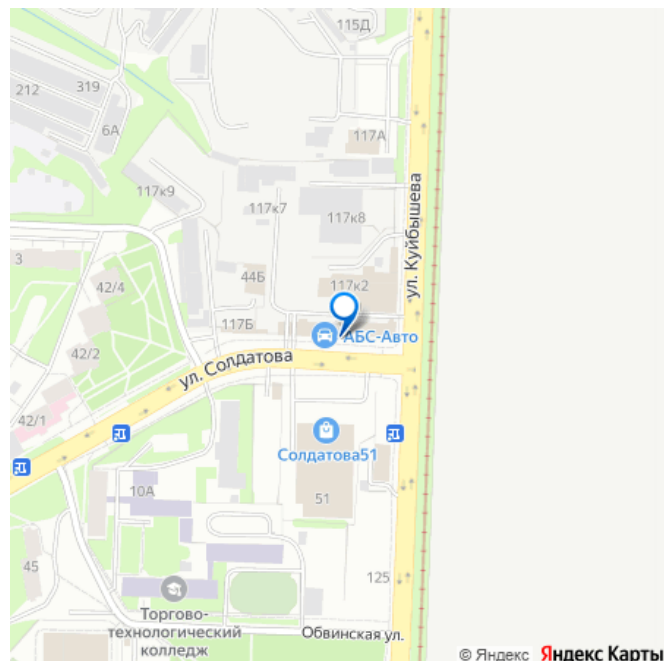 115Д
212
319
6А
117А
117к9
117к7
117к8
ул. Куйбышева
3
42/4
44Б
117к2
117Б
АБС-Авто
42/2
ул. Солдатова
42/1
Солдатова51
10А
51
45
125
Торгово-
технологический
колледж
Обвинская ул.
© Яндекс Яндекс Карты